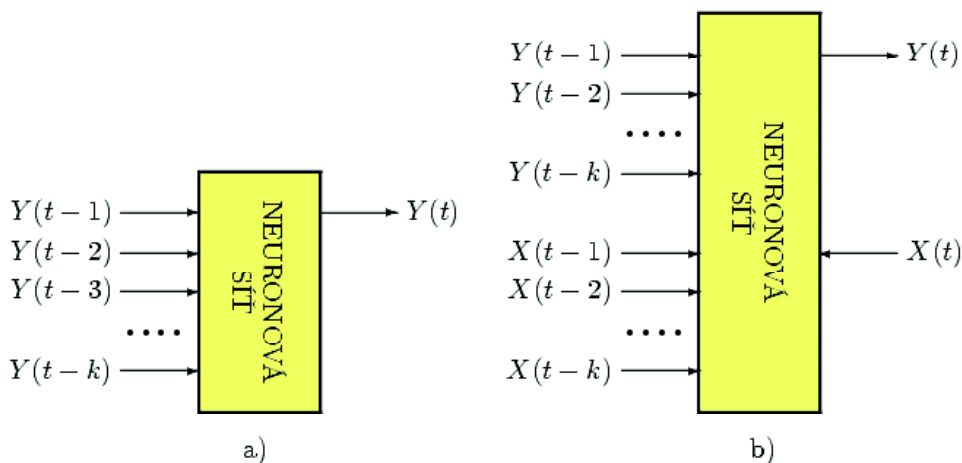 Y(t − 1)
Y(t − 2)
Y(t − 3)
....
Y(t − k)
NEURONOVÁ
SÍŤ
Y(t)
a)
Y(t − 1)
Y(t − 2)
....
Y(t − k)
X(t − 1)
X(t − 2)
....
X(t − k)
NEURONOVÁ
SÍŤ
Y(t)
X(t)
b)